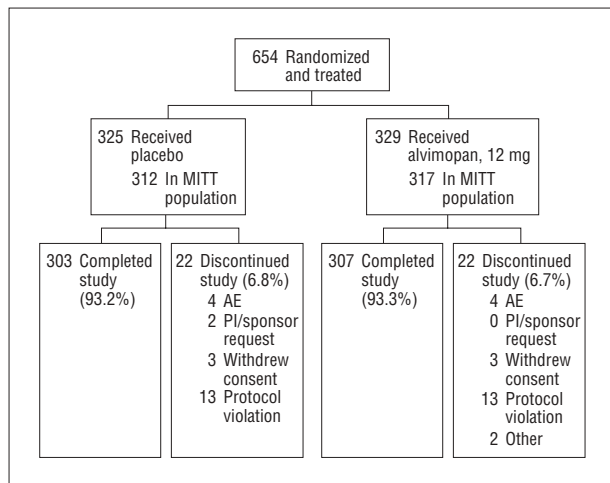 654 Randomized
and treated
325 Received
placebo
312 In MITT
population
329 Received
alvimopan, 12 mg
317 In MITT
population
303 Completed
study
(93.2%)
22 Discontinued
study (6.8%)
4 AE
2 PI/sponsor
request
3 Withdrew
consent
13 Protocol
violation
307 Completed
study
(93.3%)
22 Discontinued
study (6.7%)
4 AE
0 PI/sponsor
request
3 Withdrew
consent
13 Protocol
violation
2 Other